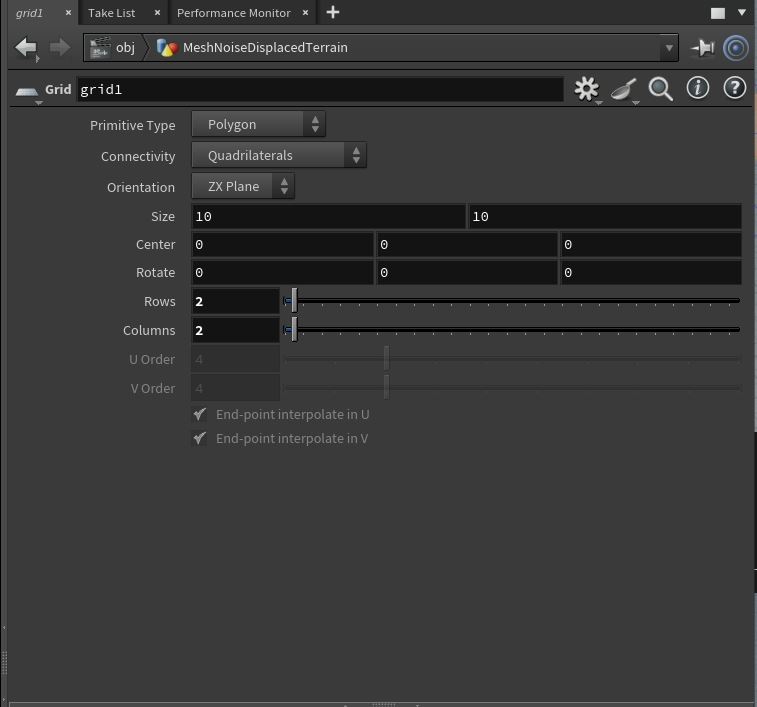 grid1 × Take List × Performance Monitor × +
obj MeshNoiseDisplacedTerrain
Grid grid1
Primitive Type Polygon
Connectivity Quadrilaterals
Orientation ZX Plane
Size 10 10
Center 0 0 0
Rotate 0 0 0
Rows 2
Columns 2
U Order 4
V Order 4
End-point interpolate in U
End-point interpolate in V